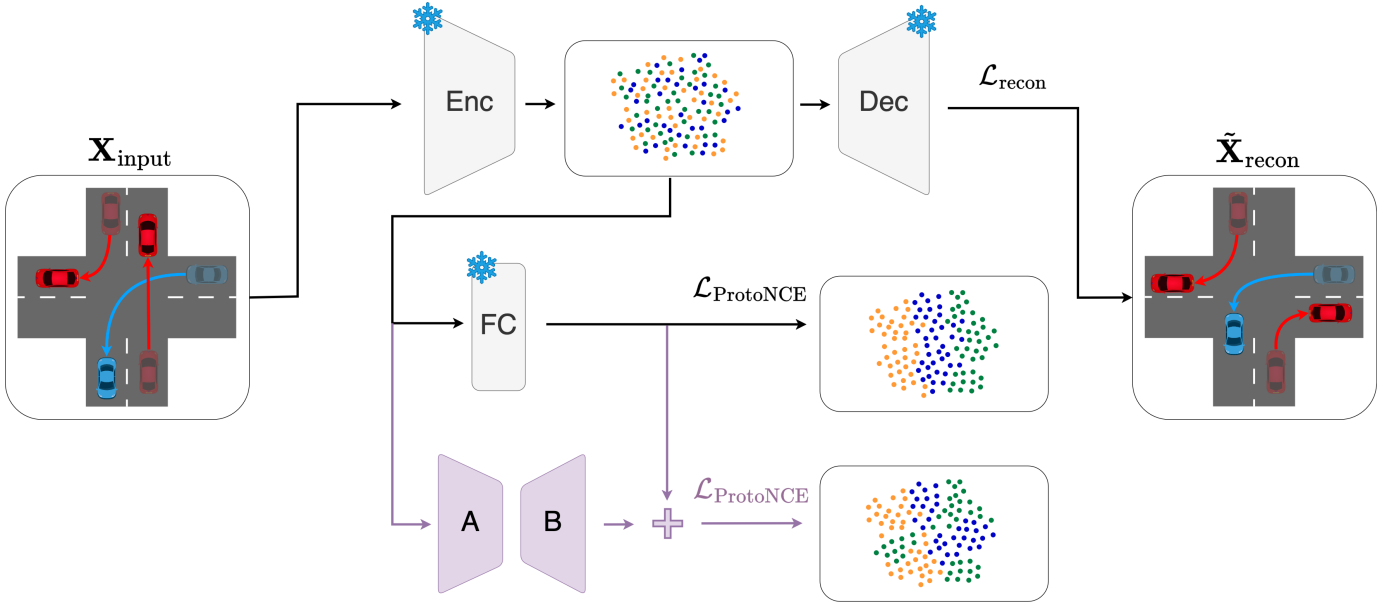 Enc
Dec
ℒ_recon
X_input
X̃_recon
FC
ℒ_ProtoNCE
A
B
ℒ_ProtoNCE